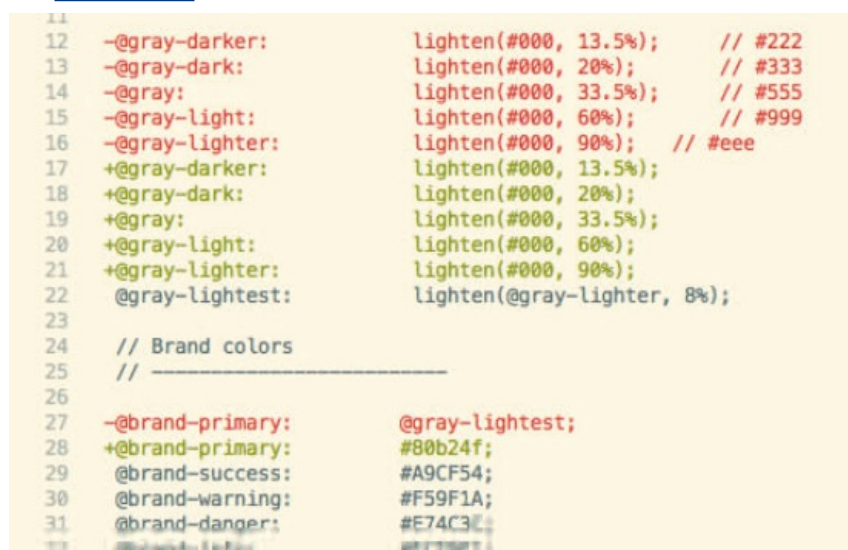 11
12 -@gray-darker: lighten(#000, 13.5%); // #222
13 -@gray-dark: lighten(#000, 20%); // #333
14 -@gray: lighten(#000, 33.5%); // #555
15 -@gray-light: lighten(#000, 60%); // #999
16 -@gray-lighter: lighten(#000, 90%); // #eee
17 +@gray-darker: lighten(#000, 13.5%);
18 +@gray-dark: lighten(#000, 20%);
19 +@gray: lighten(#000, 33.5%);
20 +@gray-light: lighten(#000, 60%);
21 +@gray-lighter: lighten(#000, 90%);
22 @gray-lightest: lighten(@gray-lighter, 8%);
23
24 // Brand colors
25 // -------------------------
26
27 -@brand-primary: @gray-lightest;
28 +@brand-primary: #80b24f;
29 @brand-success: #A9CF54;
30 @brand-warning: #F59F1A;
31 @brand-danger: #E74C3C;